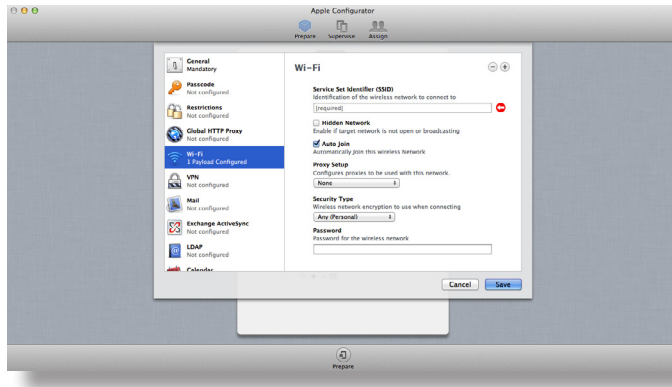 Apple Configurator
Prepare
Supervise
Assign
General
Mandatory
Passcode
Not configured
Restrictions
Not configured
Global HTTP Proxy
Not configured
Wi-Fi
1 Payload Configured
VPN
Not configured
Mail
Not configured
Exchange ActiveSync
Not configured
LDAP
Not configured
Calendar
Wi-Fi
Service Set Identifier (SSID)
Identification of the wireless network to connect to
[required]
Hidden Network
Enable if target network is not open or broadcasting
Auto Join
Automatically join this wireless Network
Proxy Setup
Configures proxies to be used with this network.
None
Security Type
Wireless network encryption to use when connecting
Any (Personal)
Password
Password for the wireless network
Cancel
Save
Prepare